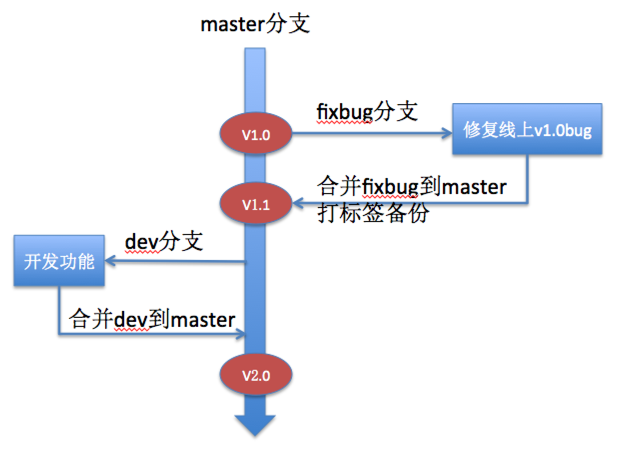 master分支
fixbug分支
V1.0
修复线上v1.0bug
合并fixbug到master
V1.1
打标签备份
dev分支
开发功能
合并dev到master
V2.0